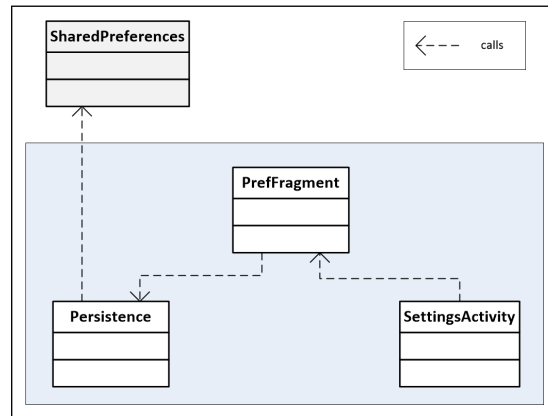 SharedPreferences
calls
PrefFragment
Persistence
SettingsActivity